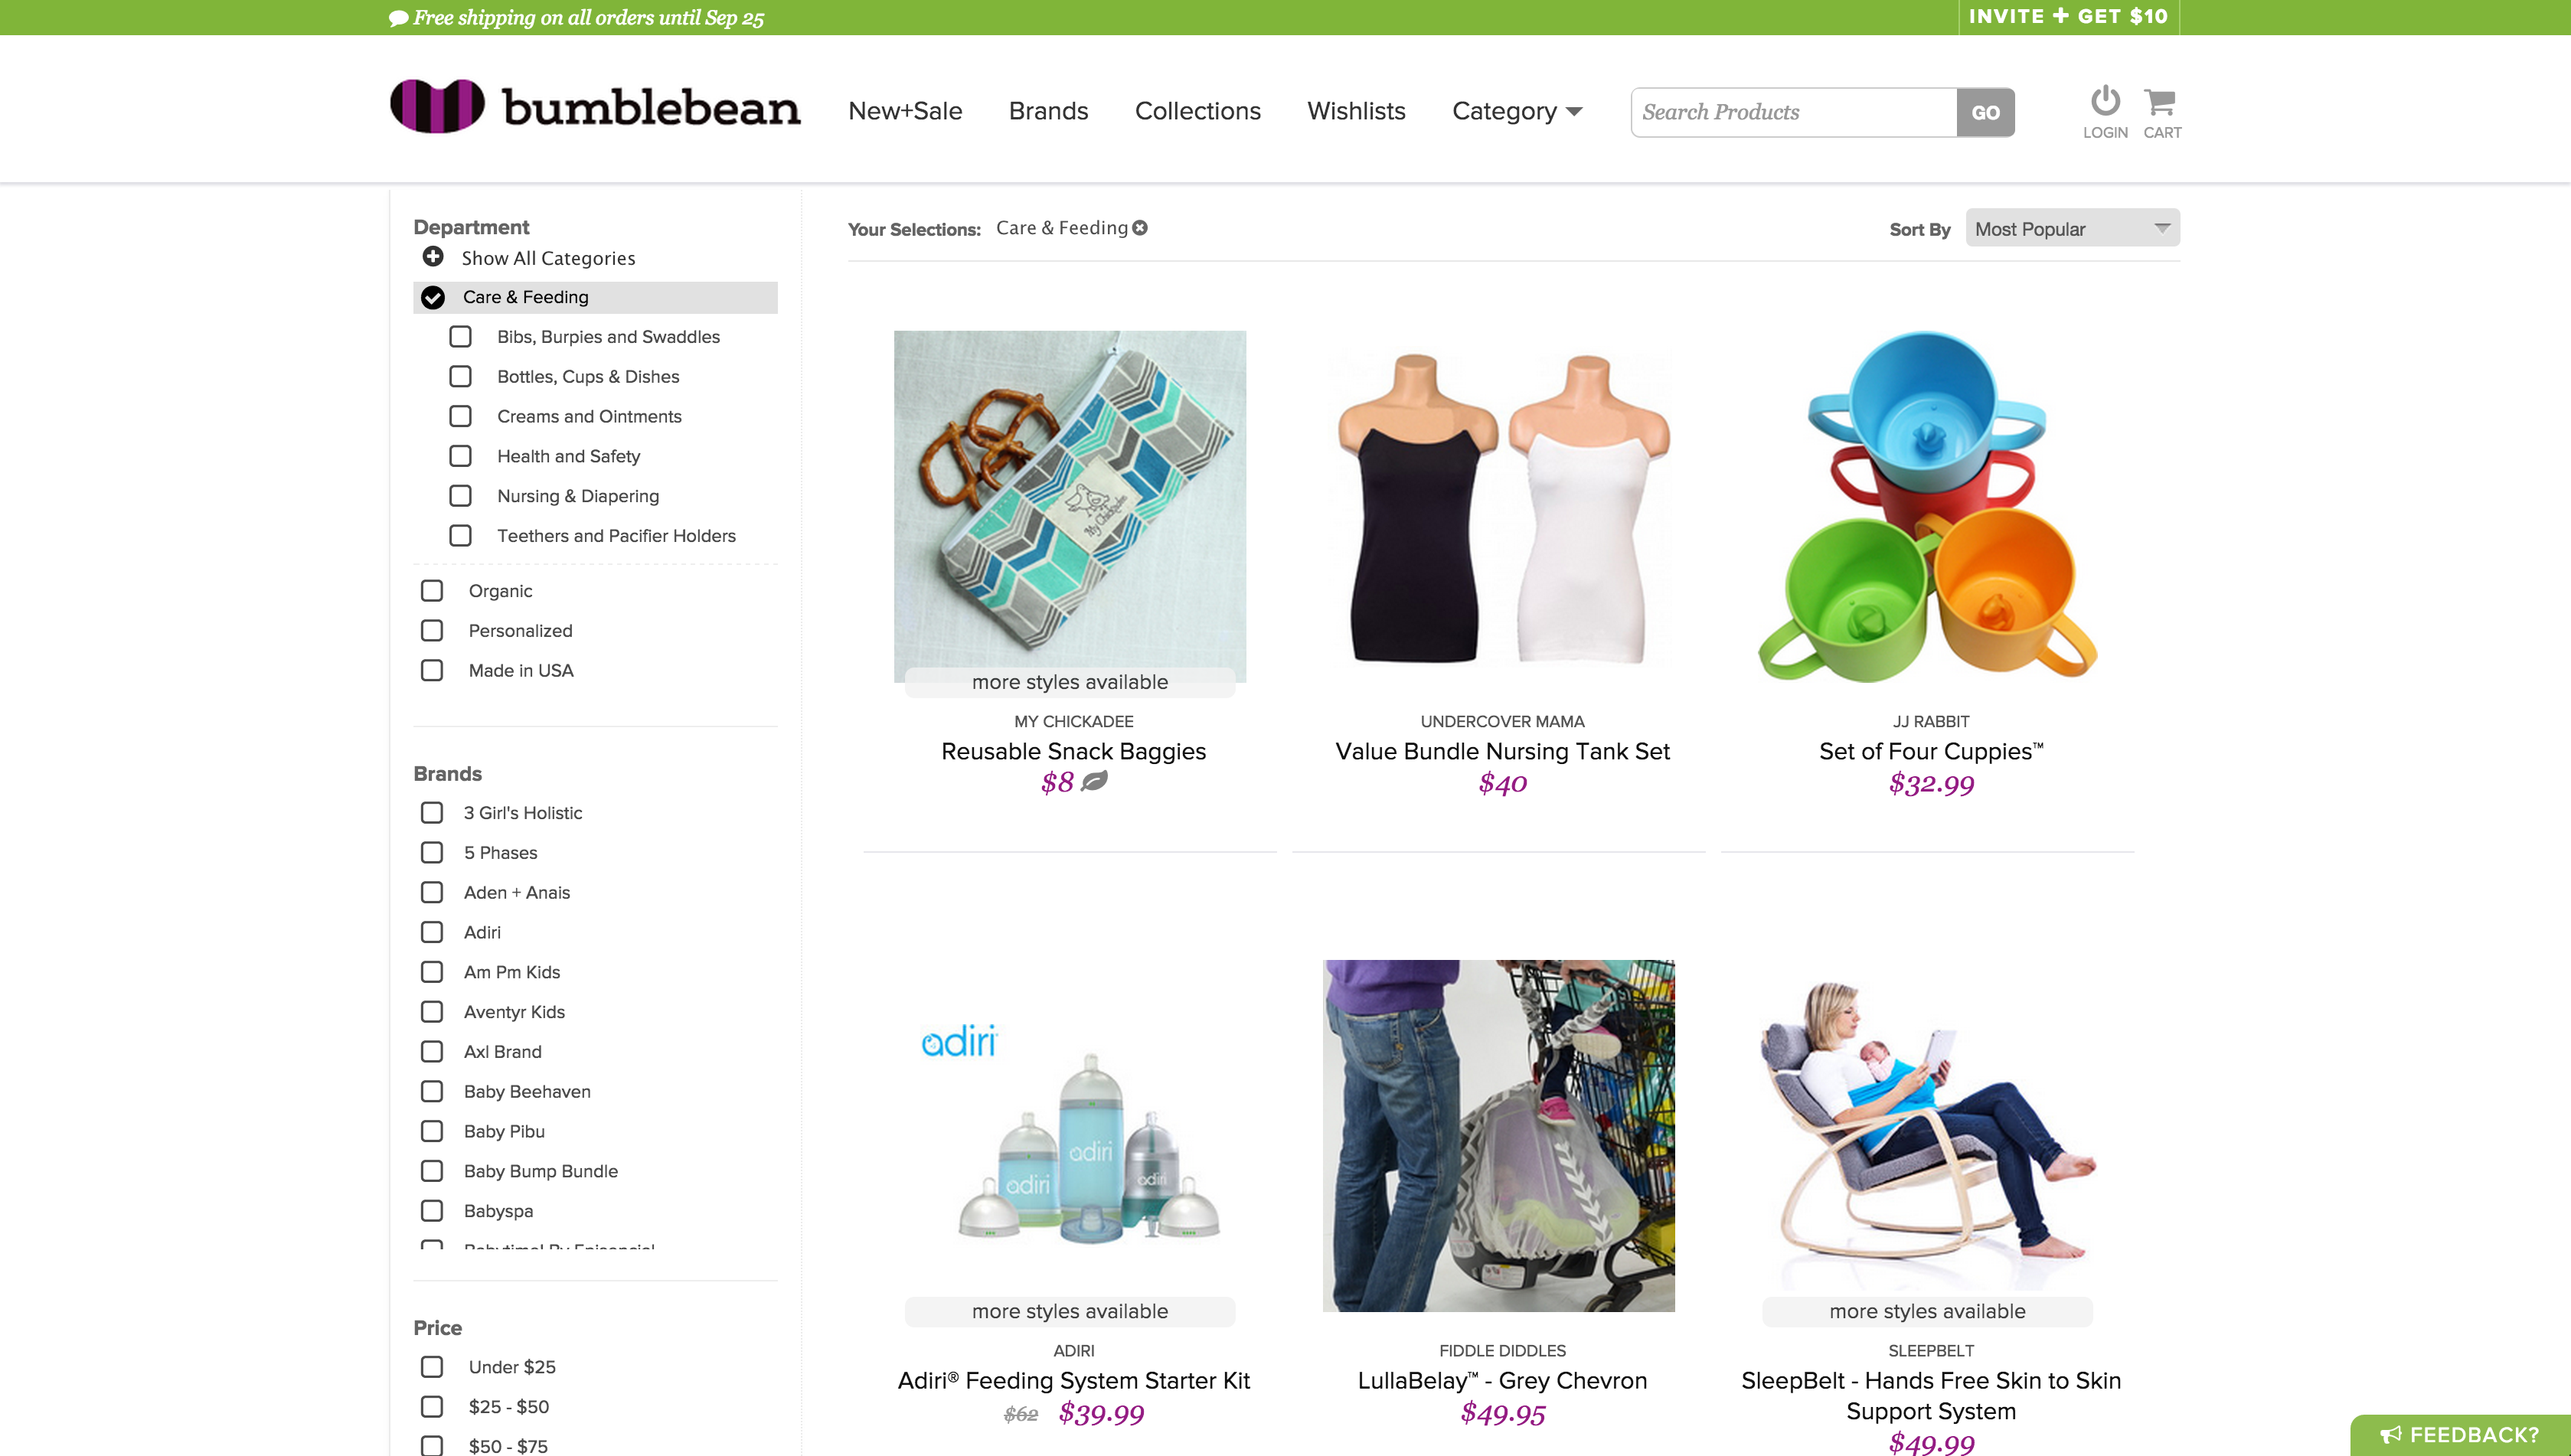 Free shipping on all orders until Sep 25
INVITE + GET $10
bumblebean
New+Sale
Brands
Collections
Wishlists
Category
Search Products
GO
LOGIN
CART
Department
Show All Categories
Care & Feeding
Bibs, Burpies and Swaddles
Bottles, Cups & Dishes
Creams and Ointments
Health and Safety
Nursing & Diapering
Teethers and Pacifier Holders
Organic
Personalized
Made in USA
Brands
3 Girl's Holistic
5 Phases
Aden + Anais
Adiri
Am Pm Kids
Aventyr Kids
Axl Brand
Baby Beehaven
Baby Pibu
Baby Bump Bundle
Babyspa
Price
Under $25
$25 - $50
$50 - $75
Your Selections: Care & Feeding
Sort By Most Popular
My Chickadee
more styles available
MY CHICKADEE
Reusable Snack Baggies
$8
UNDERCOVER MAMA
Value Bundle Nursing Tank Set
$40
JJ RABBIT
Set of Four Cuppies™
$32.99
adiri
adiri
adiri
adiri
more styles available
ADIRI
Adiri® Feeding System Starter Kit
$62 $39.99
FIDDLE DIDDLES
LullaBelay™ - Grey Chevron
$49.95
more styles available
SLEEPBELT
SleepBelt - Hands Free Skin to Skin
Support System
$49.99
FEEDBACK?